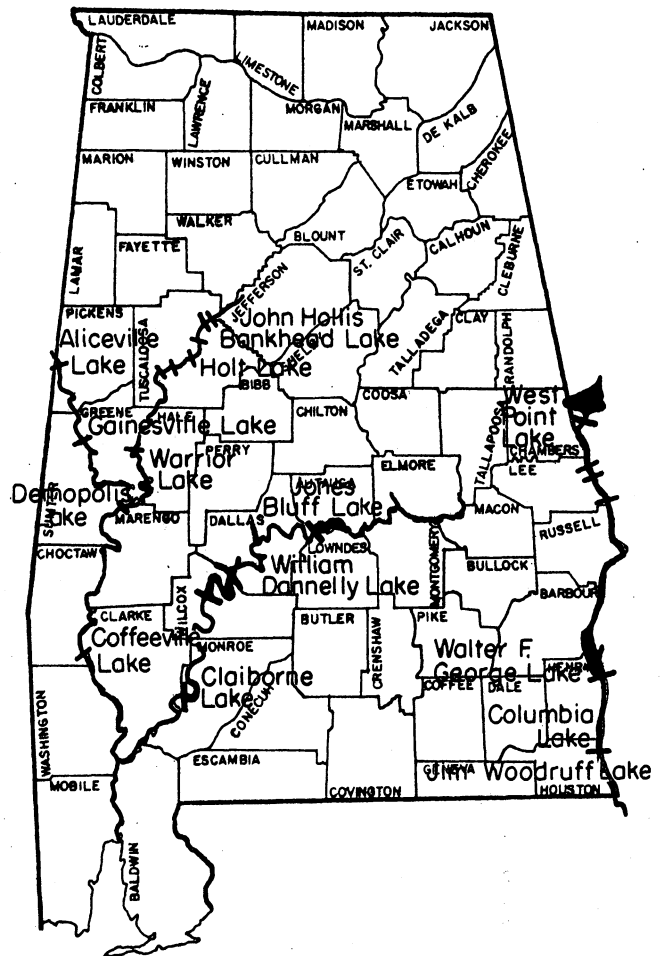 LAUDERDALE
MADISON
JACKSON
COLBERT
LIMESTONE
FRANKLIN
LAWRENCE
MORGAN
MARSHALL
DE KALB
CHEROKEE
MARION
WINSTON
CULLMAN
ETOWAH
WALKER
BLOUNT
ST. CLAIR
CALHOUN
CLEBURNE
LAMAR
FAYETTE
JEFFERSON
TALLADEGA
PICKENS
TUSCALOOSA
CLAY
RANDOLPH
Aliceville
Lake
John Hollis
Bankhead Lake
Holt Lake
BIBB
COOSA
West
Point
Lake
GREENE
HALE
Gainesville Lake
CHILTON
TALLAPOOSA
CHAMBERS
LEE
PERRY
Warrior
Lake
ELMORE
AUTAUGA
Jones
Bluff Lake
Demopolis
Lake
SUMTER
MARENGO
DALLAS
MACON
RUSSELL
CHOCTAW
LOWNDES
MONTGOMERY
BULLOCK
William
Dannelly Lake
WILCOX
BARBOUR
CLARKE
BUTLER
CRENSHAW
PIKE
Coffeeville
Lake
MONROE
Walter F.
George Lake
HENRY
Claiborne
Lake
CONECUH
COFFEE
DALE
Columbia
Lake
WASHINGTON
ESCAMBIA
GENEVA
Jim Woodruff Lake
MOBILE
COVINGTON
HOUSTON
BALDWIN